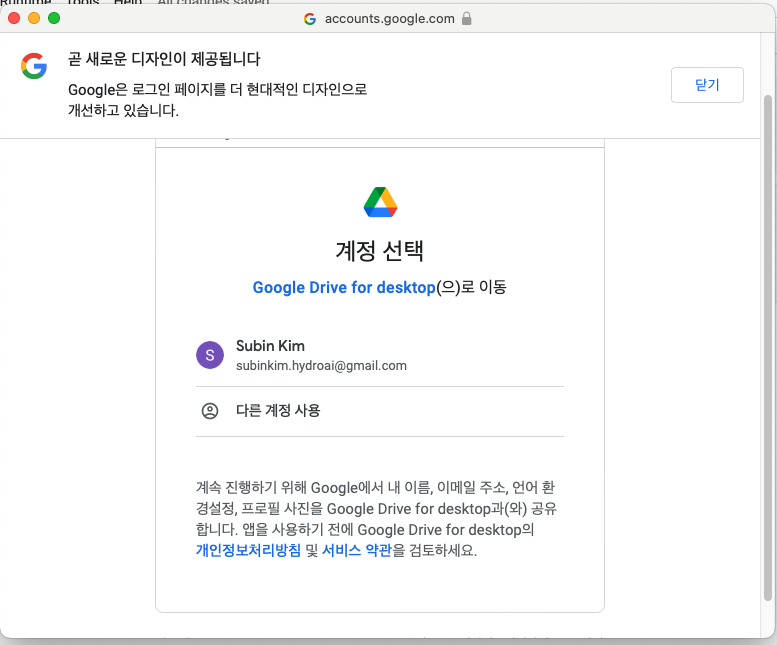 Runtime Tools Help All changes saved
accounts.google.com
곧 새로운 디자인이 제공됩니다
Google은 로그인 페이지를 더 현대적인 디자인으로
개선하고 있습니다.
닫기
계정 선택
Google Drive for desktop(으)로 이동
S
Subin Kim
subinkim.hydroai@gmail.com
다른 계정 사용
계속 진행하기 위해 Google에서 내 이름, 이메일 주소, 언어 환
경설정, 프로필 사진을 Google Drive for desktop과(와) 공유
합니다. 앱을 사용하기 전에 Google Drive for desktop의
개인정보처리방침 및 서비스 약관을 검토하세요.